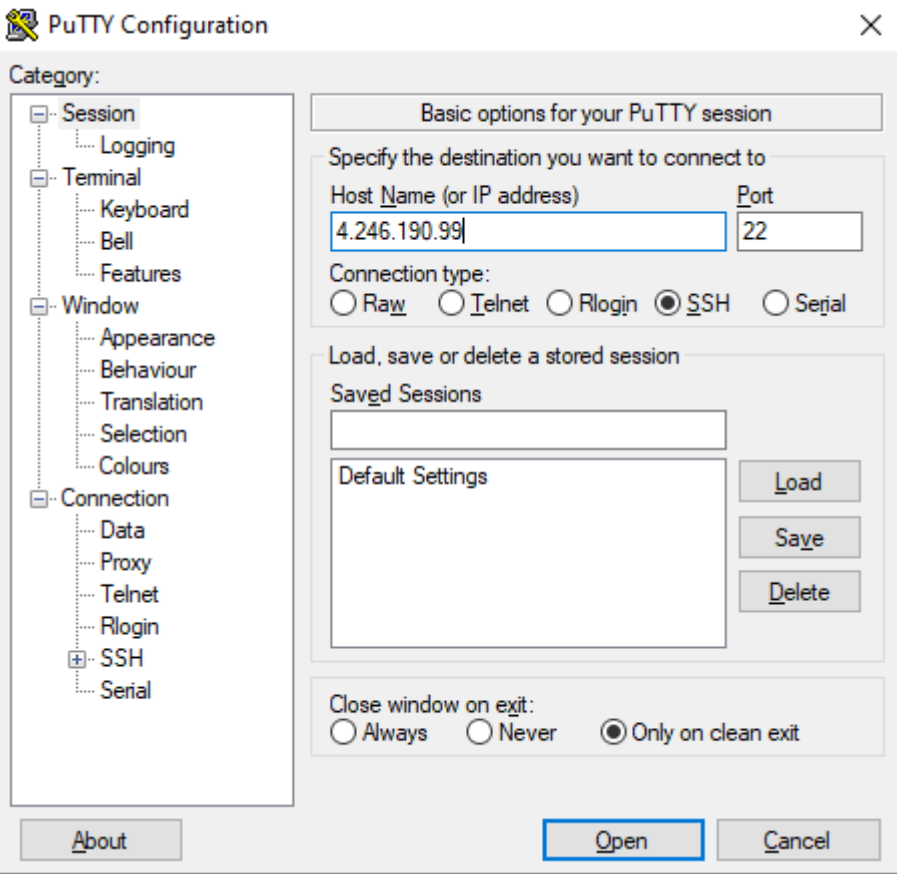 PuTTY Configuration
Category:
Session
Logging
Terminal
Keyboard
Bell
Features
Window
Appearance
Behaviour
Translation
Selection
Colours
Connection
Data
Proxy
Telnet
Rlogin
SSH
Serial
Basic options for your PuTTY session
Specify the destination you want to connect to
Host Name (or IP address) Port
4.246.190.99 22
Connection type:
Raw Telnet Rlogin SSH Serial
Load, save or delete a stored session
Saved Sessions
Default Settings
Load
Save
Delete
Close window on exit:
Always Never Only on clean exit
About Open Cancel